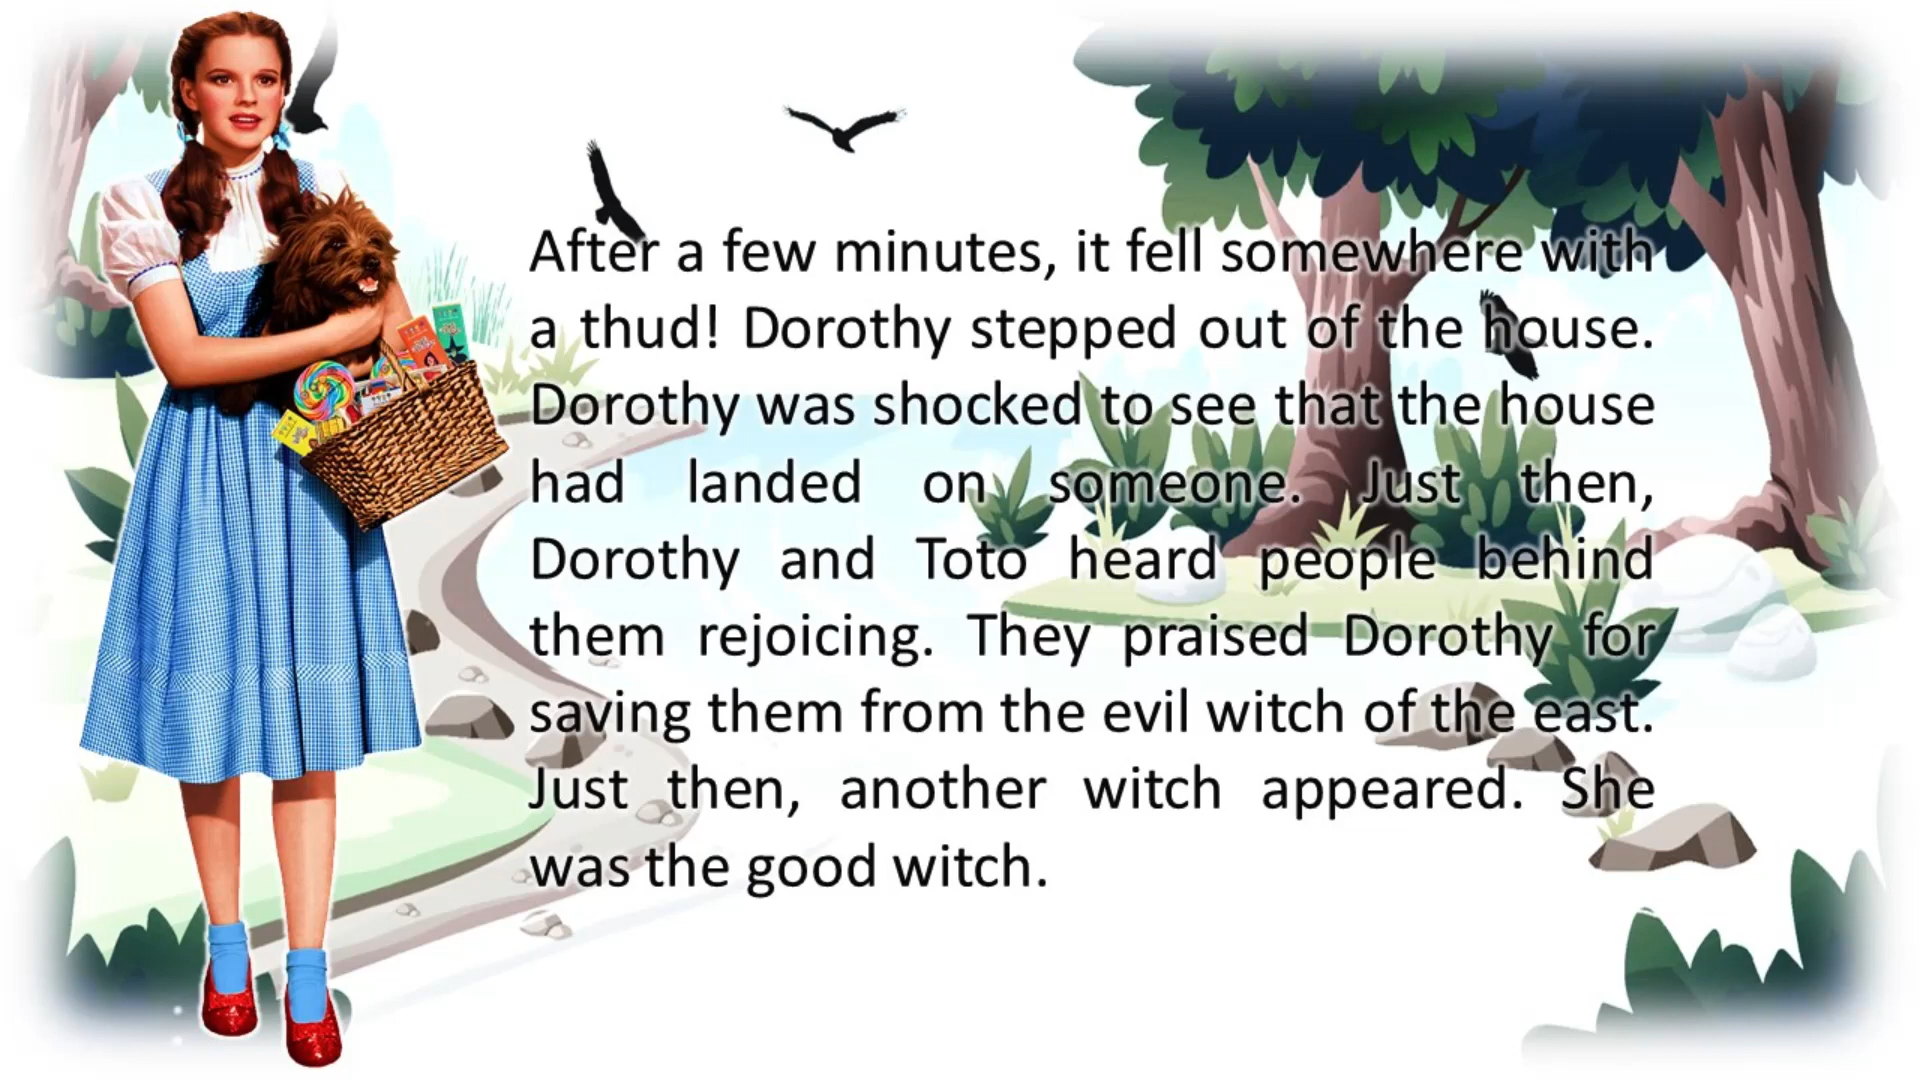 After a few minutes, it fell somewhere with
a thud! Dorothy stepped out of the house.
Dorothy was shocked to see that the house
had landed on someone. Just then,
Dorothy and Toto heard people behind
them rejoicing. They praised Dorothy for
saving them from the evil witch of the east.
Just then, another witch appeared. She
was the good witch.